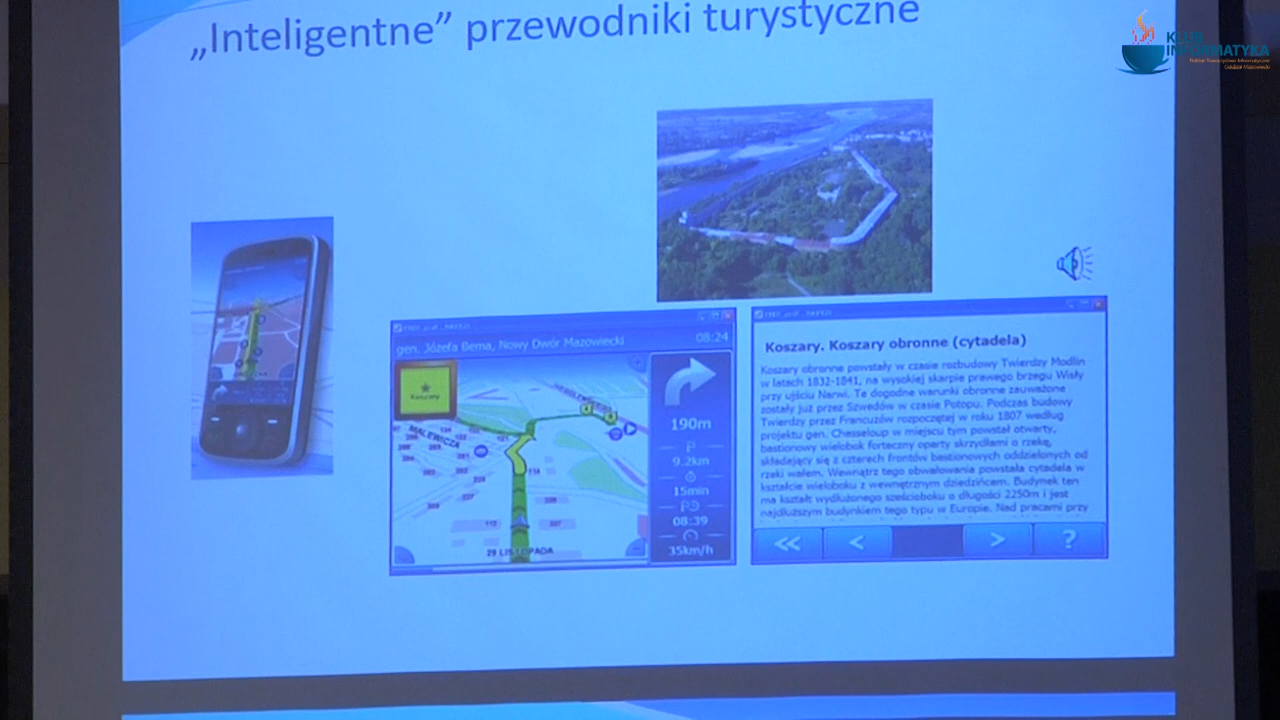 „Inteligentne” przewodniki turystyczne
KLUB
INFORMATYKA
Polskie Towarzystwo Informatyczne
Oddział Mazowiecki
gen. Józefa Bema, Nowy Dwór Mazowiecki 08:24
Koszary
MALEWICZA
29 LISTOPADA
190m
9.2km
15min
08:39
35km/h
Koszary. Koszary obronne (cytadela)
Koszary obronne powstały w czasie rozbudowy Twierdzy Modlin
w latach 1832-1841, na wysokiej skarpie prawego brzegu Wisły
przy ujściu Narwi. Te dogodne warunki obronne zauważone
zostały już przez Szwedów w czasie Potopu. Podczas budowy
Twierdzy przez Francuzów rozpoczętej w roku 1807 według
projektu gen. Chasseloup w miejscu tym powstał otwarty,
bastionowy wielobok forteczny oparty skrzydłami o rzekę,
składający się z czterech frontów bastionowych oddzielonych od
rzeki wałem. Wewnątrz tego obwałowania powstała cytadela w
kształcie wieloboku z wewnętrznym dziedzińcem. Budynek ten
ma kształt wydłużonego sześcioboku o długości 2250m i jest
najdłuższym budynkiem tego typu w Europie. Nad pracami przy
<< < > ?